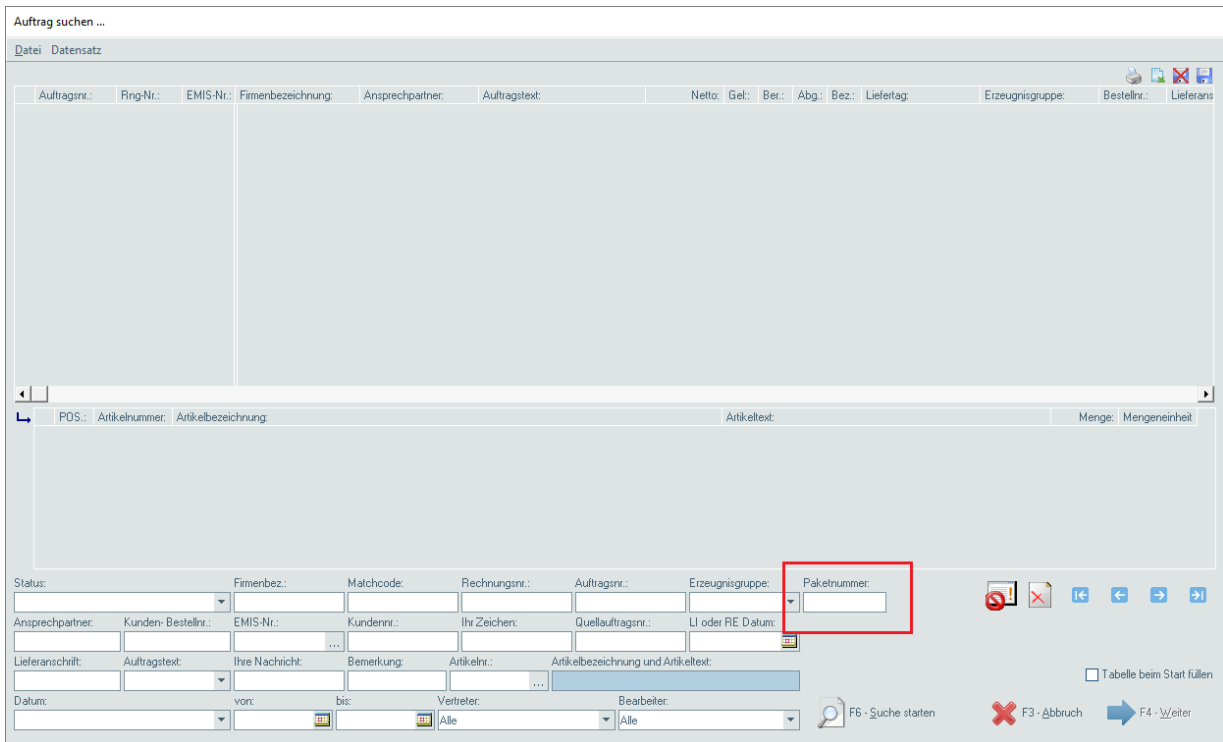 Auftrag suchen ...
Datei Datensatz
Auftragsnr.: Rng-Nr.: EMIS-Nr.: Firmenbezeichnung: Ansprechpartner: Auftragstext: Netto: Gel.: Ber.: Abg.: Bez.: Liefertag: Erzeugnisgruppe: Bestellnr.: Lieferans
POS.: Artikelnummer: Artikelbezeichnung: Artikeltext: Menge: Mengeneinheit
Status: Firmenbez.: Matchcode: Rechnungsnr.: Auftragsnr.: Erzeugnisgruppe: Paketnummer:
Ansprechpartner: Kunden- Bestellnr.: EMIS-Nr.: Kundennr.: Ihr Zeichen: Quellauftragsnr.: LI oder RE Datum:
...
Lieferanschrift: Auftragstext: Ihre Nachricht: Bemerkung: Artikelnr.: Artikelbezeichnung und Artikeltext:
... Tabelle beim Start füllen
Datum: von: bis: Vertreter: Bearbeiter:
Alle Alle F6 - Suche starten F3 - Abbruch F4 - Weiter